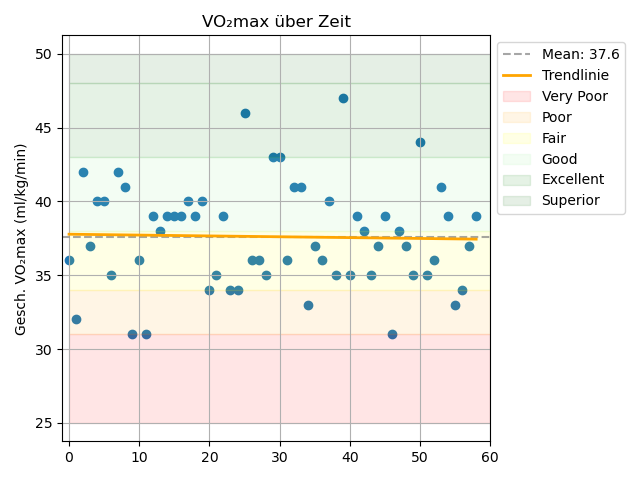 VO₂max über Zeit
50
45
40
35
30
25
Gesch. VO₂max (ml/kg/min)
0 10 20 30 40 50 60
Mean: 37.6
Trendlinie
Very Poor
Poor
Fair
Good
Excellent
Superior